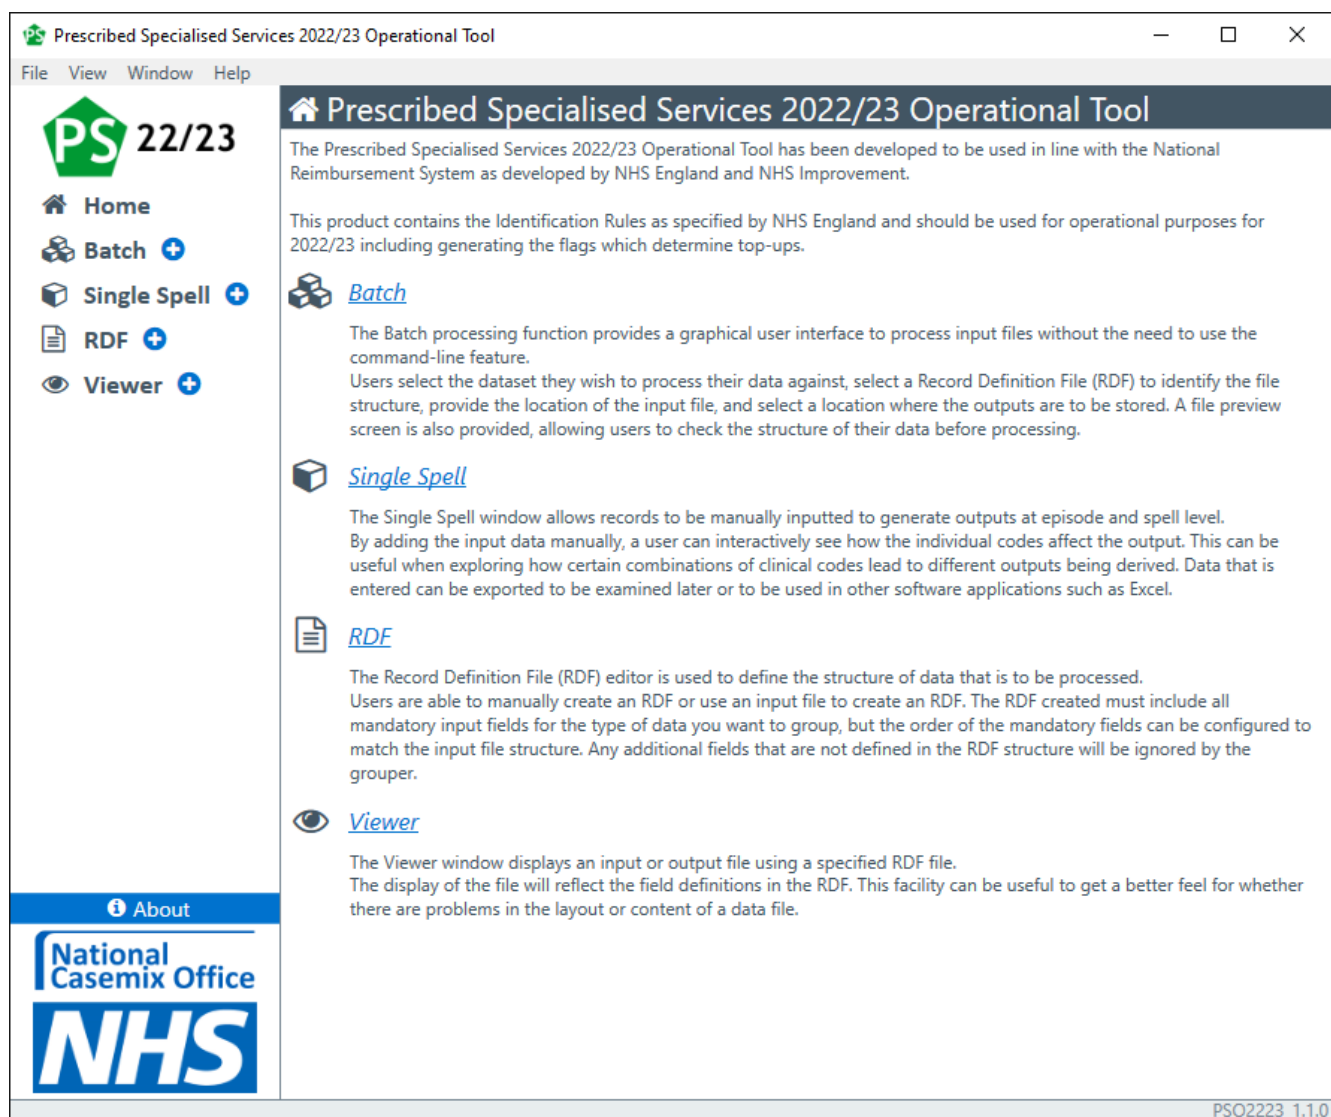 Prescribed Specialised Services 2022/23 Operational Tool
File View Window Help
PS 22/23
Home
Batch
Single Spell
RDF
Viewer
About
National
Casemix Office
NHS
Prescribed Specialised Services 2022/23 Operational Tool
The Prescribed Specialised Services 2022/23 Operational Tool has been developed to be used in line with the National
Reimbursement System as developed by NHS England and NHS Improvement.
This product contains the Identification Rules as specified by NHS England and should be used for operational purposes for
2022/23 including generating the flags which determine top-ups.
Batch
The Batch processing function provides a graphical user interface to process input files without the need to use the
command-line feature.
Users select the dataset they wish to process their data against, select a Record Definition File (RDF) to identify the file
structure, provide the location of the input file, and select a location where the outputs are to be stored. A file preview
screen is also provided, allowing users to check the structure of their data before processing.
Single Spell
The Single Spell window allows records to be manually inputted to generate outputs at episode and spell level.
By adding the input data manually, a user can interactively see how the individual codes affect the output. This can be
useful when exploring how certain combinations of clinical codes lead to different outputs being derived. Data that is
entered can be exported to be examined later or to be used in other software applications such as Excel.
RDF
The Record Definition File (RDF) editor is used to define the structure of data that is to be processed.
Users are able to manually create an RDF or use an input file to create an RDF. The RDF created must include all
mandatory input fields for the type of data you want to group, but the order of the mandatory fields can be configured to
match the input file structure. Any additional fields that are not defined in the RDF structure will be ignored by the
grouper.
Viewer
The Viewer window displays an input or output file using a specified RDF file.
The display of the file will reflect the field definitions in the RDF. This facility can be useful to get a better feel for whether
there are problems in the layout or content of a data file.
PSO2223 1.1.0